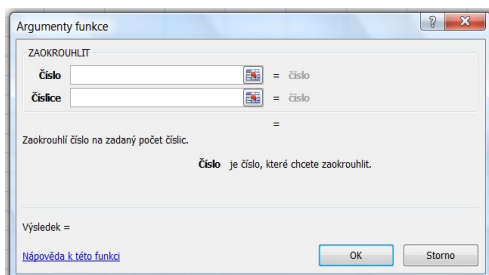 Argumenty funkce
ZAOKROUHLIT
Číslo = číslo
Číslice = číslo
=
Zaokrouhlí číslo na zadaný počet číslic.
Číslo je číslo, které chcete zaokrouhlit.
Výsledek =
Nápověda k této funkci OK Storno